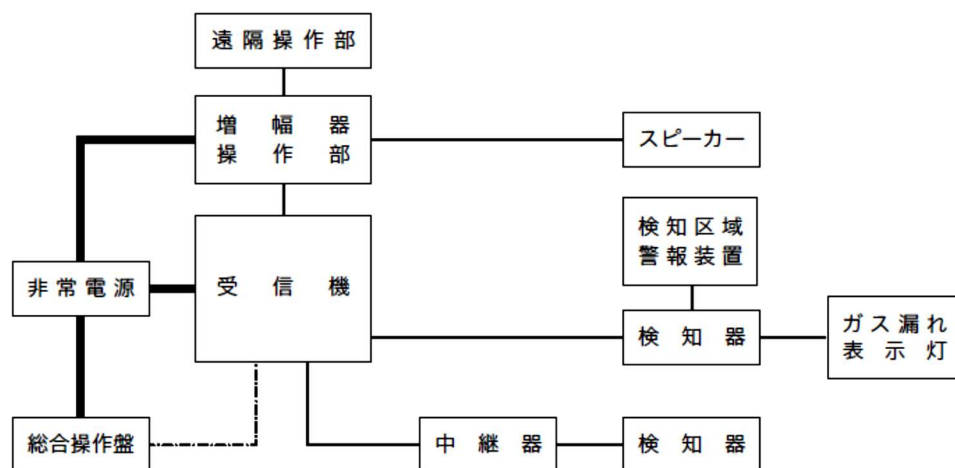 遠隔操作部
増幅器
操作部
スピーカー
検知区域
警報装置
非常電源
受信機
検知器
ガス漏れ
表示灯
総合操作盤
中継器
検知器